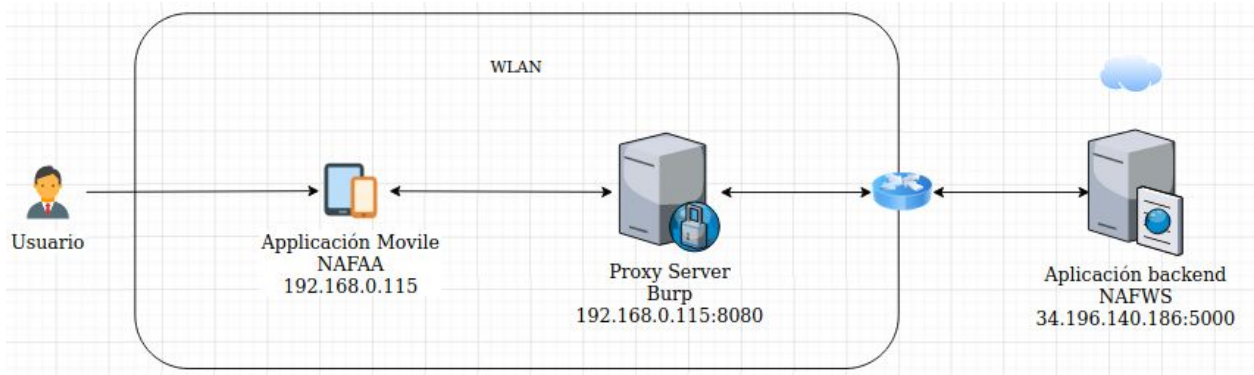 WLAN
Usuario
Applicación Movile
NAFAA
192.168.0.115
Proxy Server
Burp
192.168.0.115:8080
Aplicación backend
NAFWS
34.196.140.186:5000